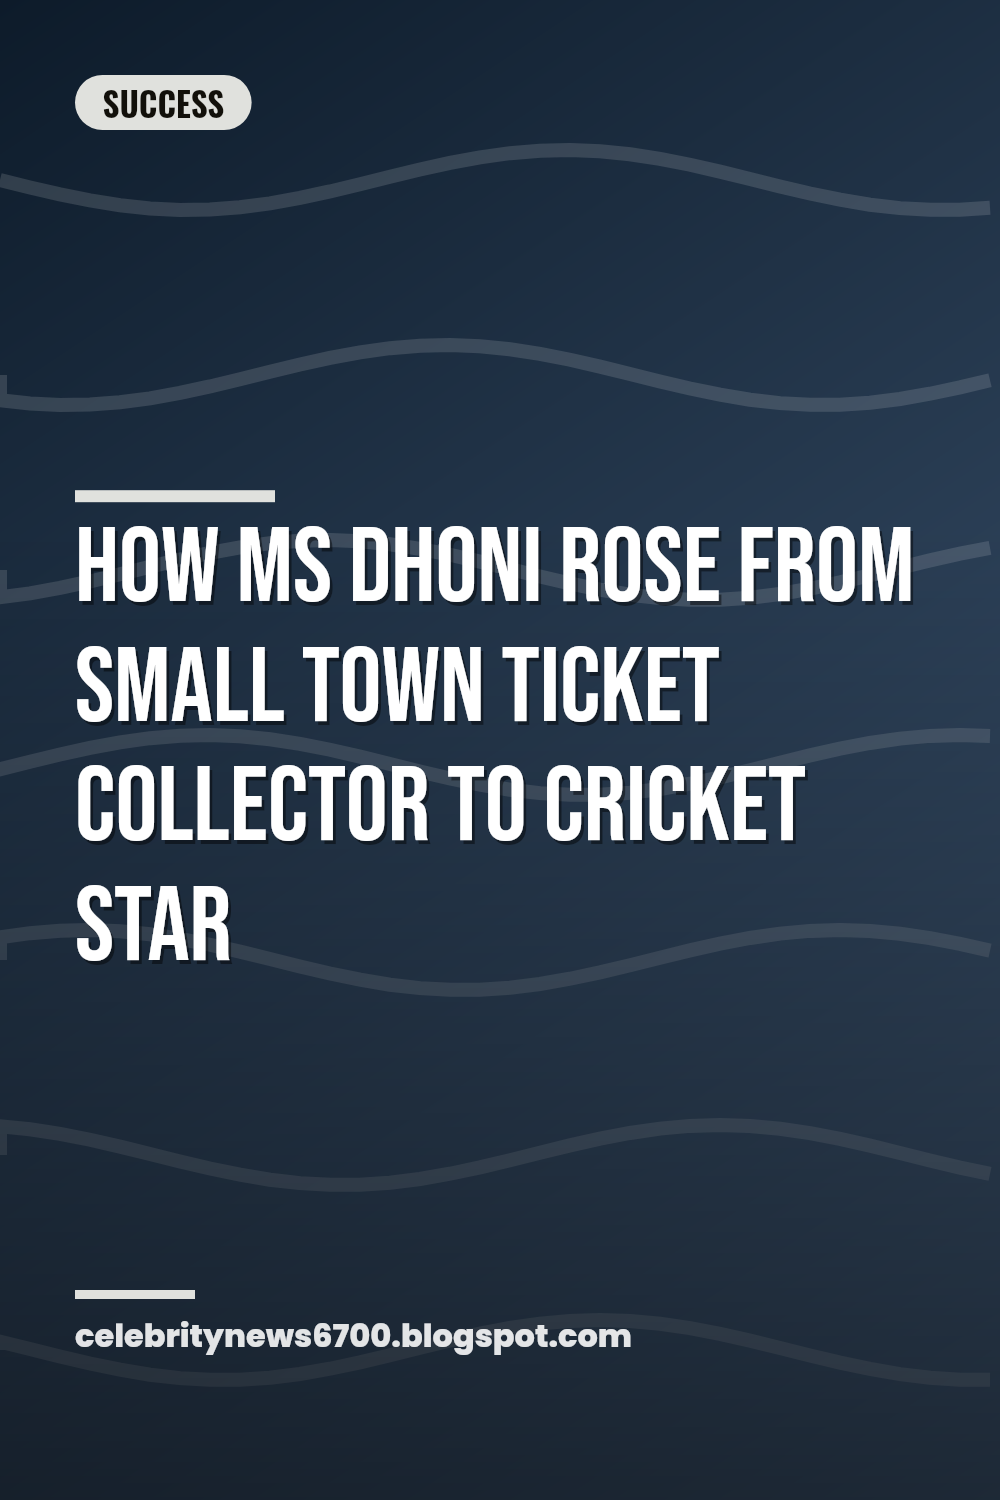 SUCCESS
HOW MS DHONI ROSE FROM
SMALL TOWN TICKET
COLLECTOR TO CRICKET
STAR
celebritynews6700.blogspot.com